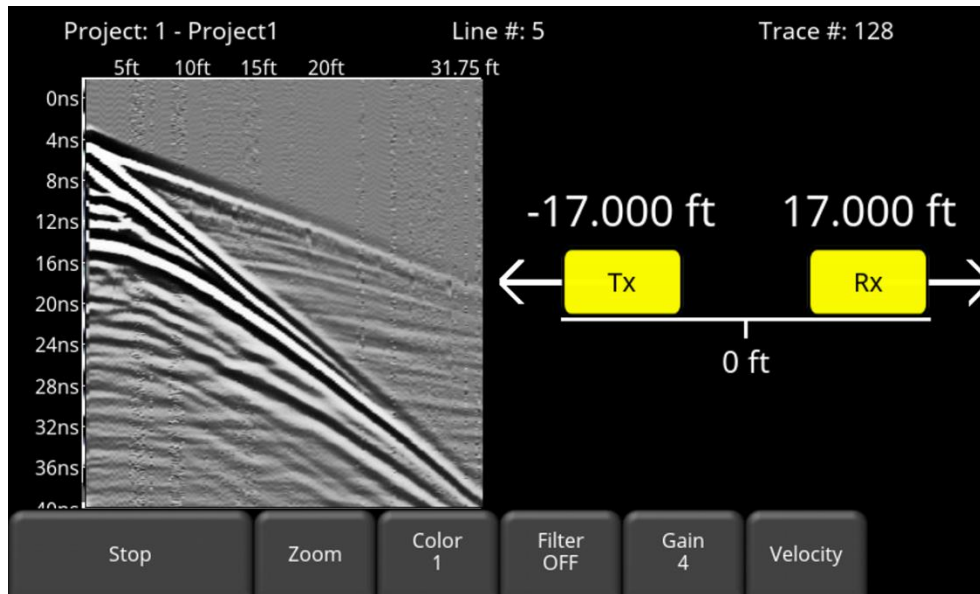 Project: 1 - Project1 Line #: 5 Trace #: 128
5ft 10ft 15ft 20ft 31.75 ft
0ns
4ns
8ns
12ns
16ns
20ns
24ns
28ns
32ns
36ns
40ns
-17.000 ft 17.000 ft
Tx Rx
0 ft
Stop Zoom Color 1 Filter OFF Gain 4 Velocity